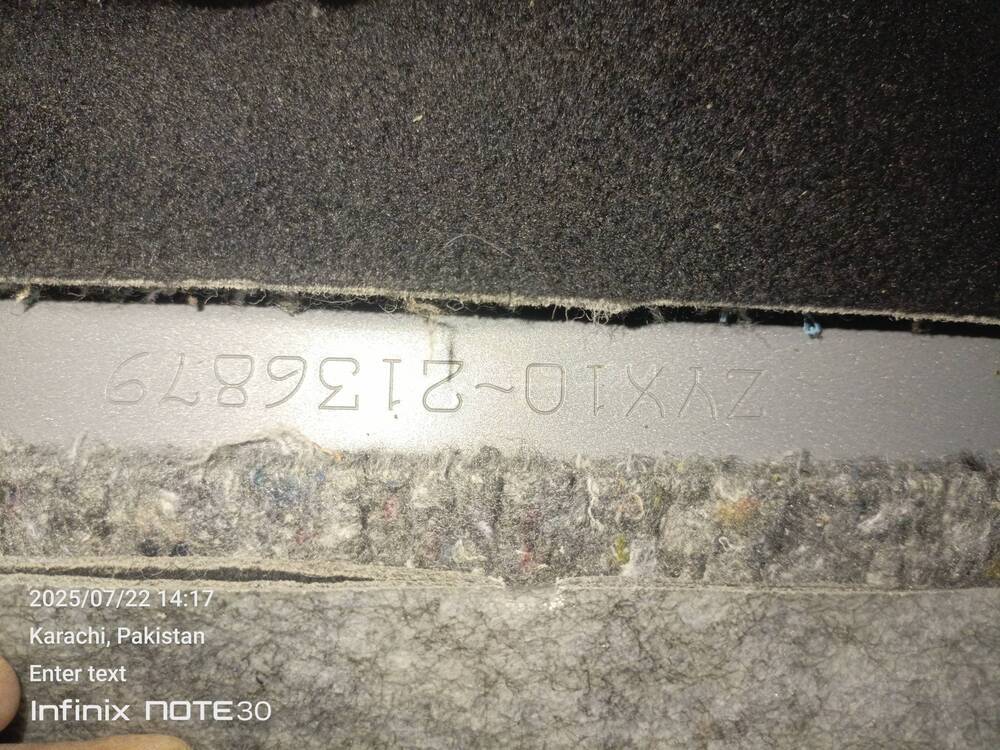 ZYX10-2136879
2025/07/22 14:17
Karachi, Pakistan
Enter text
Infinix NOTE30